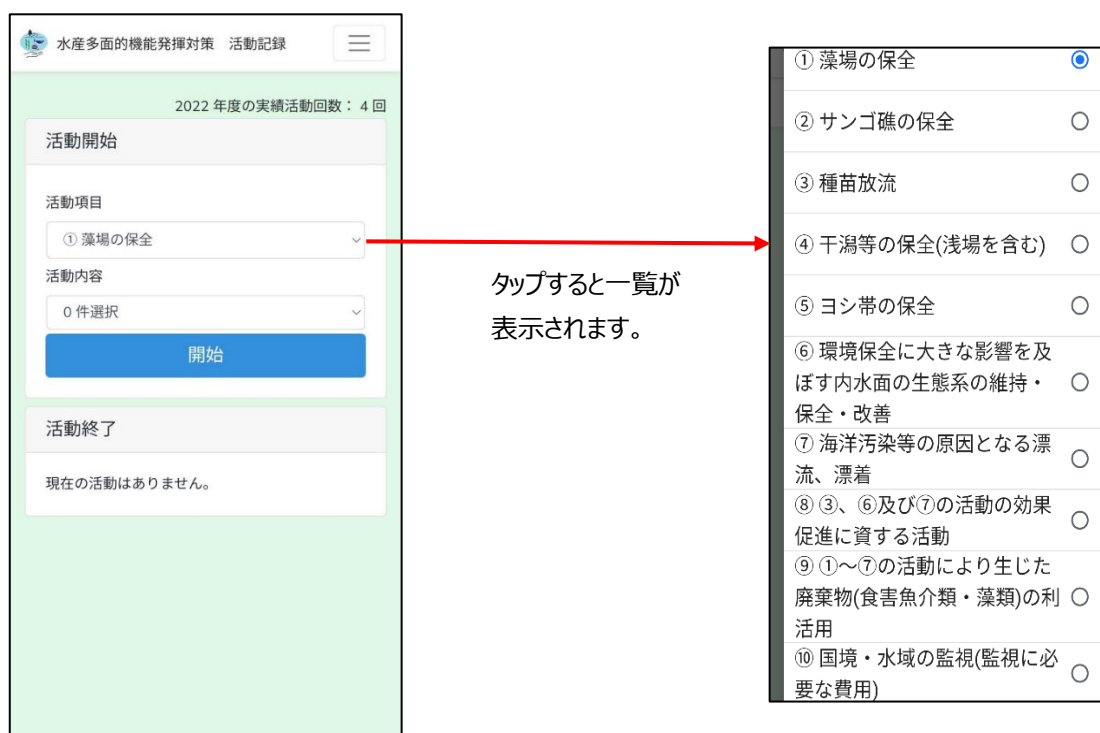 水産多面的機能発揮対策 活動記録
2022 年度の実績活動回数： 4 回
活動開始
活動項目
① 藻場の保全
活動内容
0 件選択
開始
活動終了
現在の活動はありません。
タップすると一覧が
表示されます。
① 藻場の保全
② サンゴ礁の保全
③ 種苗放流
④ 干潟等の保全(浅場を含む)
⑤ ヨシ帯の保全
⑥ 環境保全に大きな影響を及
ぼす内水面の生態系の維持・
保全・改善
⑦ 海洋汚染等の原因となる漂
流、漂着
⑧ ③、⑥及び⑦の活動の効果
促進に資する活動
⑨ ①～⑦の活動により生じた
廃棄物(食害魚介類・藻類)の利
活用
⑩ 国境・水域の監視(監視に必
要な費用)